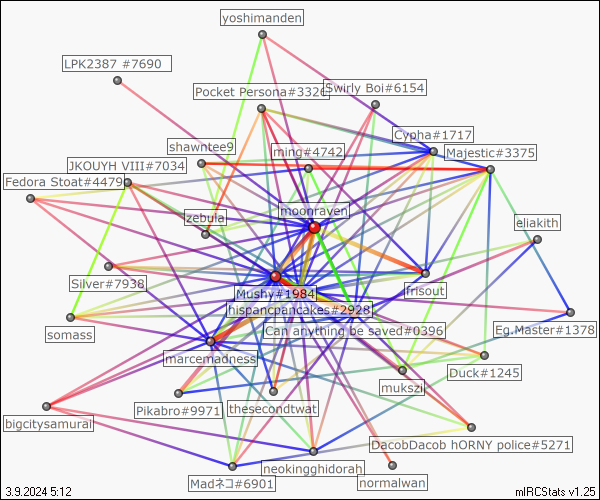 yoshimanden
LPK2387 #7690
Swirly Boi#6154
Pocket Persona#3326
Cypha#1717
shawntee9
ming#4742
Majestic#3375
JKOUYH VIII#7034
Fedora Stoat#4479
moonraven
zebula
eliakith
Silver#7938
frisout
Mushy#1984
hispancpancakes#2928
Eg.Master#1378
Can anything be saved#0396
somass
marcemadness
Duck#1245
mukszil
Pikabro#9971
thesecondtwat
bigcitysamurai
DacobDacob hORNY police#5271
neokingghidorah
Madネコ#6901
normalwan
3.9.2024 5:12
mIRCStats v1.25